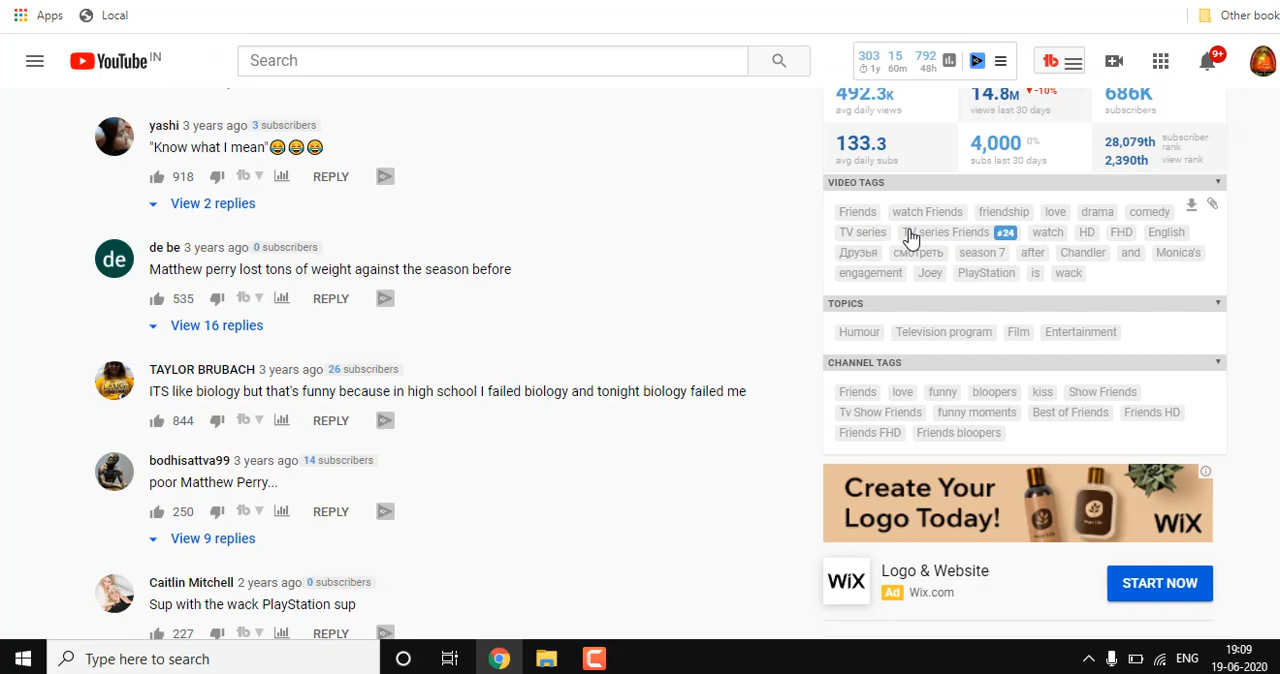 Apps Local Other book
YouTube IN Search 303 15 792 1y 60m 48h 9+
492.3K 14.8M -10% 686K
avg daily views views last 30 days subscribers
133.3 4,000 0% 28,079th subscriber rank
avg daily subs subs last 30 days 2,390th view rank
yashi 3 years ago 3 subscribers
"Know what I mean"😂😂😂
918 REPLY
View 2 replies
de be 3 years ago 0 subscribers
de
Matthew perry lost tons of weight against the season before
535 REPLY
View 16 replies
TAYLOR BRUBACH 3 years ago 26 subscribers
ITS like biology but that's funny because in high school I failed biology and tonight biology failed me
844 REPLY
bodhisattva99 3 years ago 14 subscribers
poor Matthew Perry...
250 REPLY
View 9 replies
Caitlin Mitchell 2 years ago 0 subscribers
Sup with the wack PlayStation sup
227 REPLY
VIDEO TAGS
Friends watch Friends friendship love drama comedy
TV series TV series Friends #24 watch HD FHD English
Друзья смотреть season 7 after Chandler and Monica's
engagement Joey PlayStation is wack
TOPICS
Humour Television program Film Entertainment
CHANNEL TAGS
Friends love funny bloopers kiss Show Friends
Tv Show Friends funny moments Best of Friends Friends HD
Friends FHD Friends bloopers
Create Your
Logo Today!
WiX
WiX Logo & Website
Ad Wix.com
START NOW
Type here to search ENG 19:09
19-06-2020